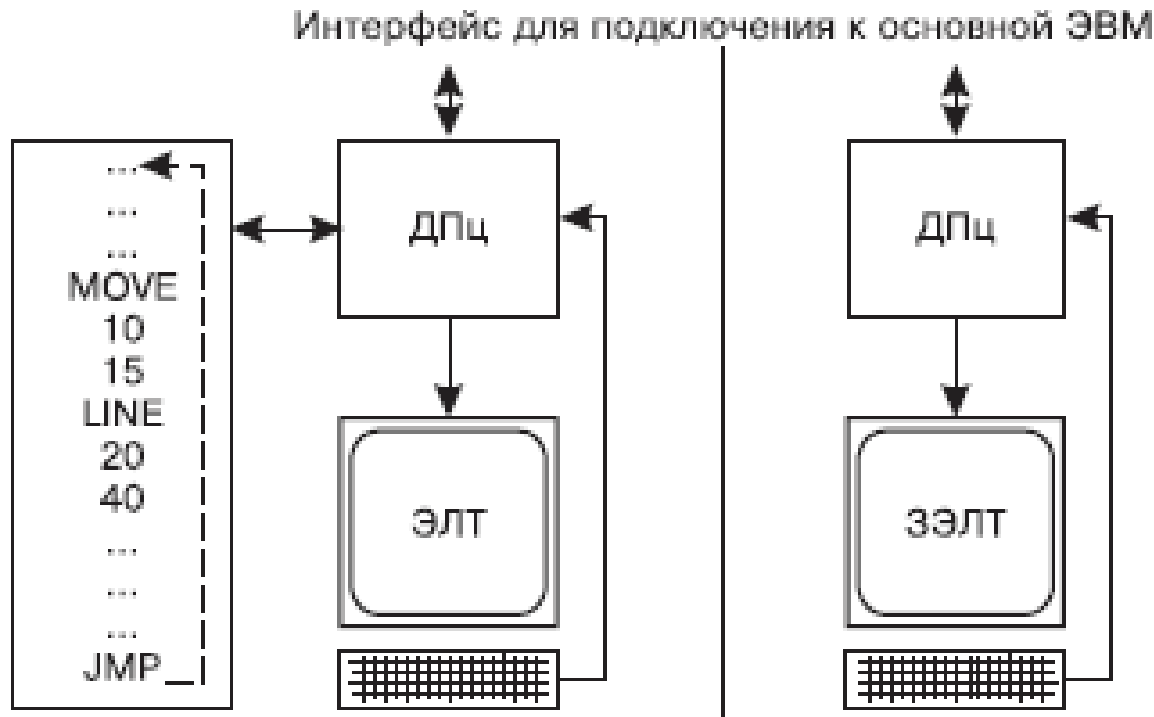 Интерфейс для подключения к основной ЭВМ
...
...
...
MOVE
10
15
LINE
20
40
...
...
...
JMP
ДПц
ЭЛТ
ДПц
ЗЭЛТ